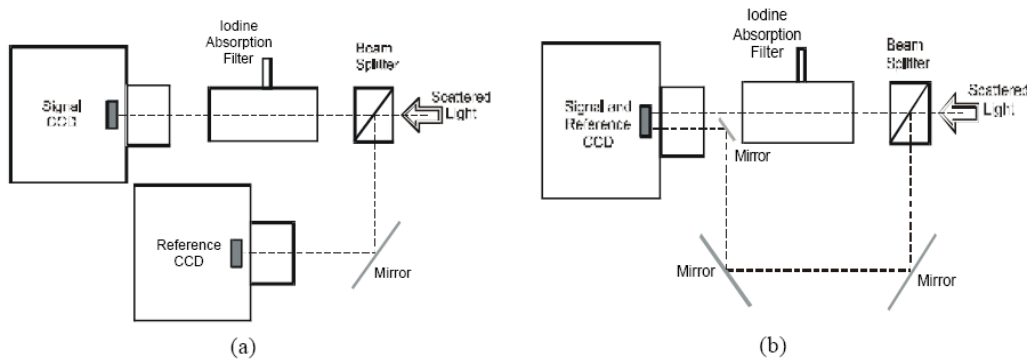 Iodine
Absorption
Filter
Beam
Splitter
Scattered
Light
Signal
CCD
Reference
CCD
Mirror
(a)
Iodine
Absorption
Filter
Beam
Splitter
Scattered
Light
Signal and
Reference
CCD
Mirror
Mirror
Mirror
(b)